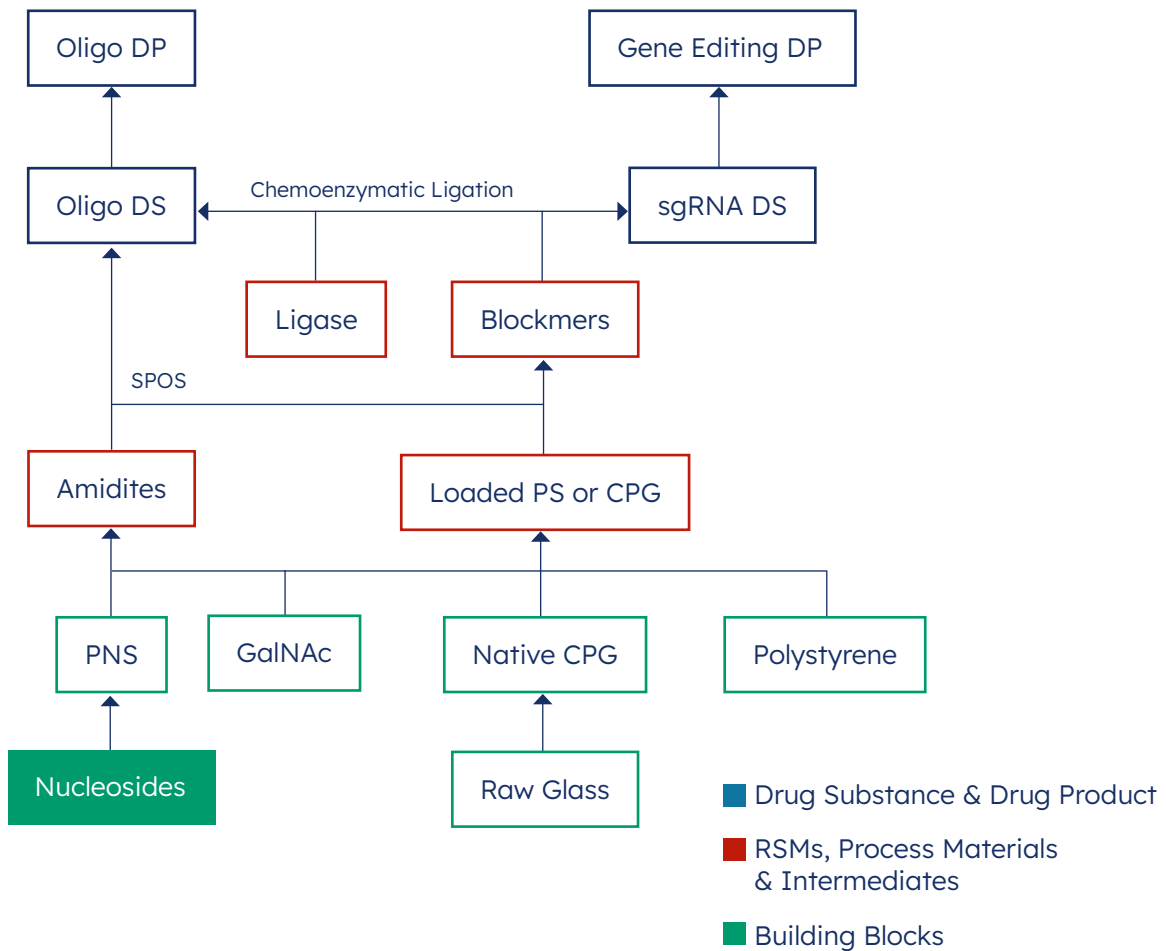 Oligo DP
Gene Editing DP
Oligo DS
Chemoenzymatic Ligation
sgRNA DS
Ligase
Blockmers
SPOS
Amidites
Loaded PS or CPG
PNS
GalNAc
Native CPG
Polystyrene
Nucleosides
Raw Glass
Drug Substance & Drug Product
RSMs, Process Materials
& Intermediates
Building Blocks